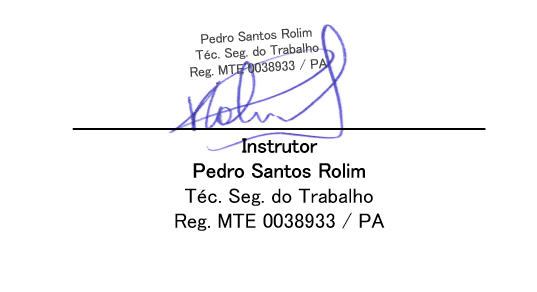 Pedro Santos Rolim
Téc. Seg. do Trabalho
Reg. MTE 0038933 / PA
Instrutor
Pedro Santos Rolim
Téc. Seg. do Trabalho
Reg. MTE 0038933 / PA